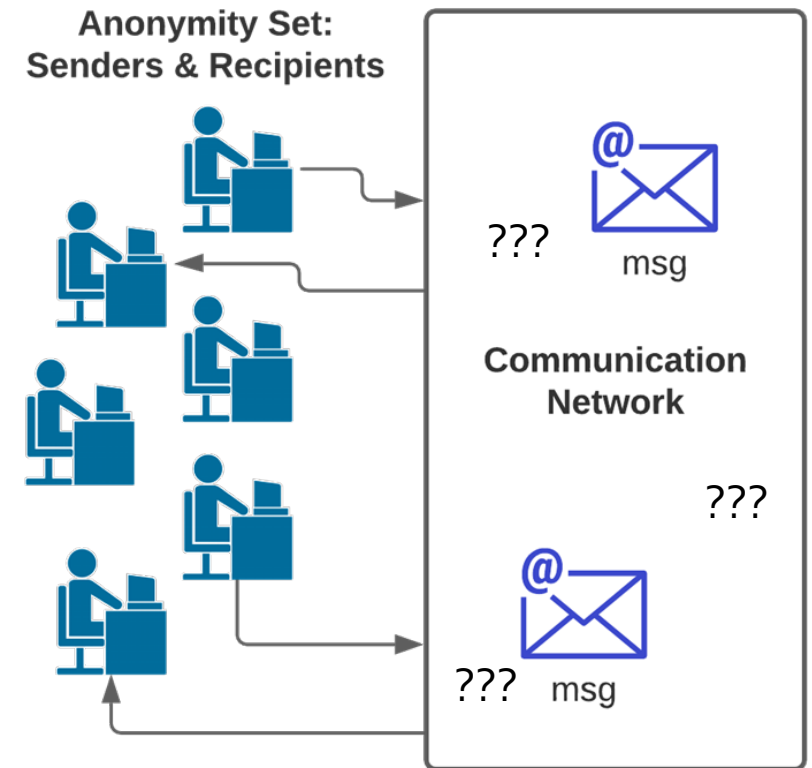 Anonymity Set:
Senders & Recipients
@
???
msg
Communication
Network
???
@
???
msg